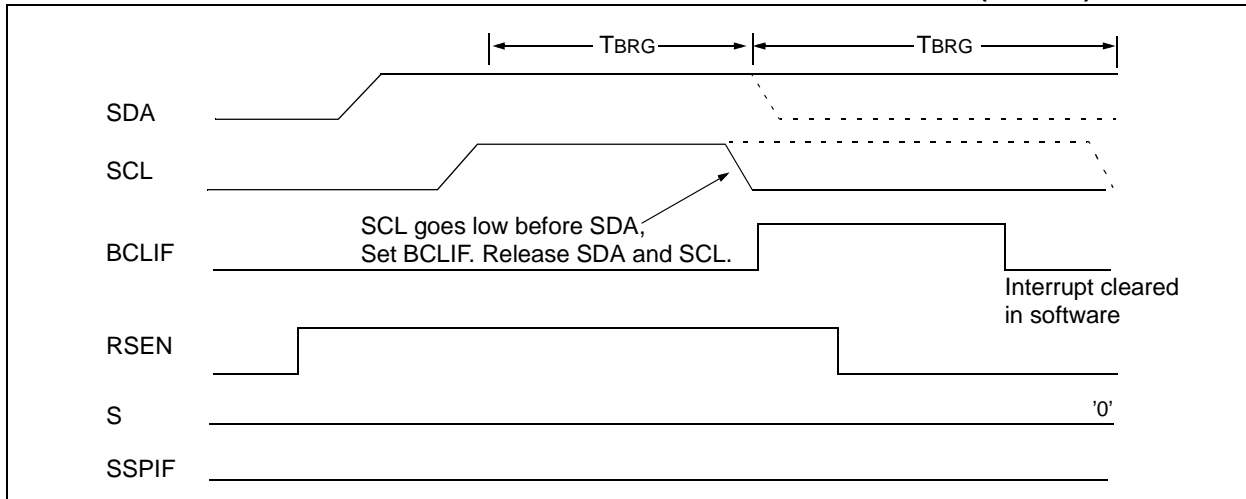 TBRG TBRG
SDA
SCL
SCL goes low before SDA,
Set BCLIF. Release SDA and SCL.
BCLIF
Interrupt cleared
in software
RSEN
S '0'
SSPIF